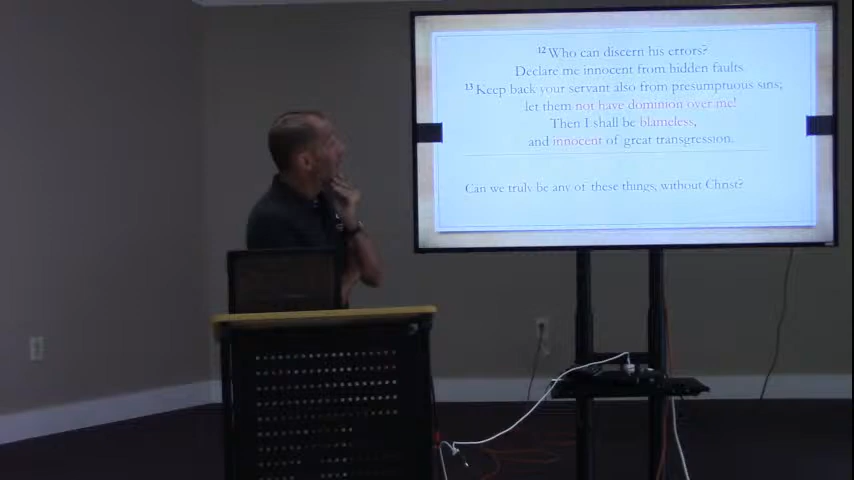 12 Who can discern his errors?
Declare me innocent from hidden faults.
13 Keep back your servant also from presumptuous sins;
let them not have dominion over me!
Then I shall be blameless,
and innocent of great transgression.
Can we truly be any of these things, without Christ?